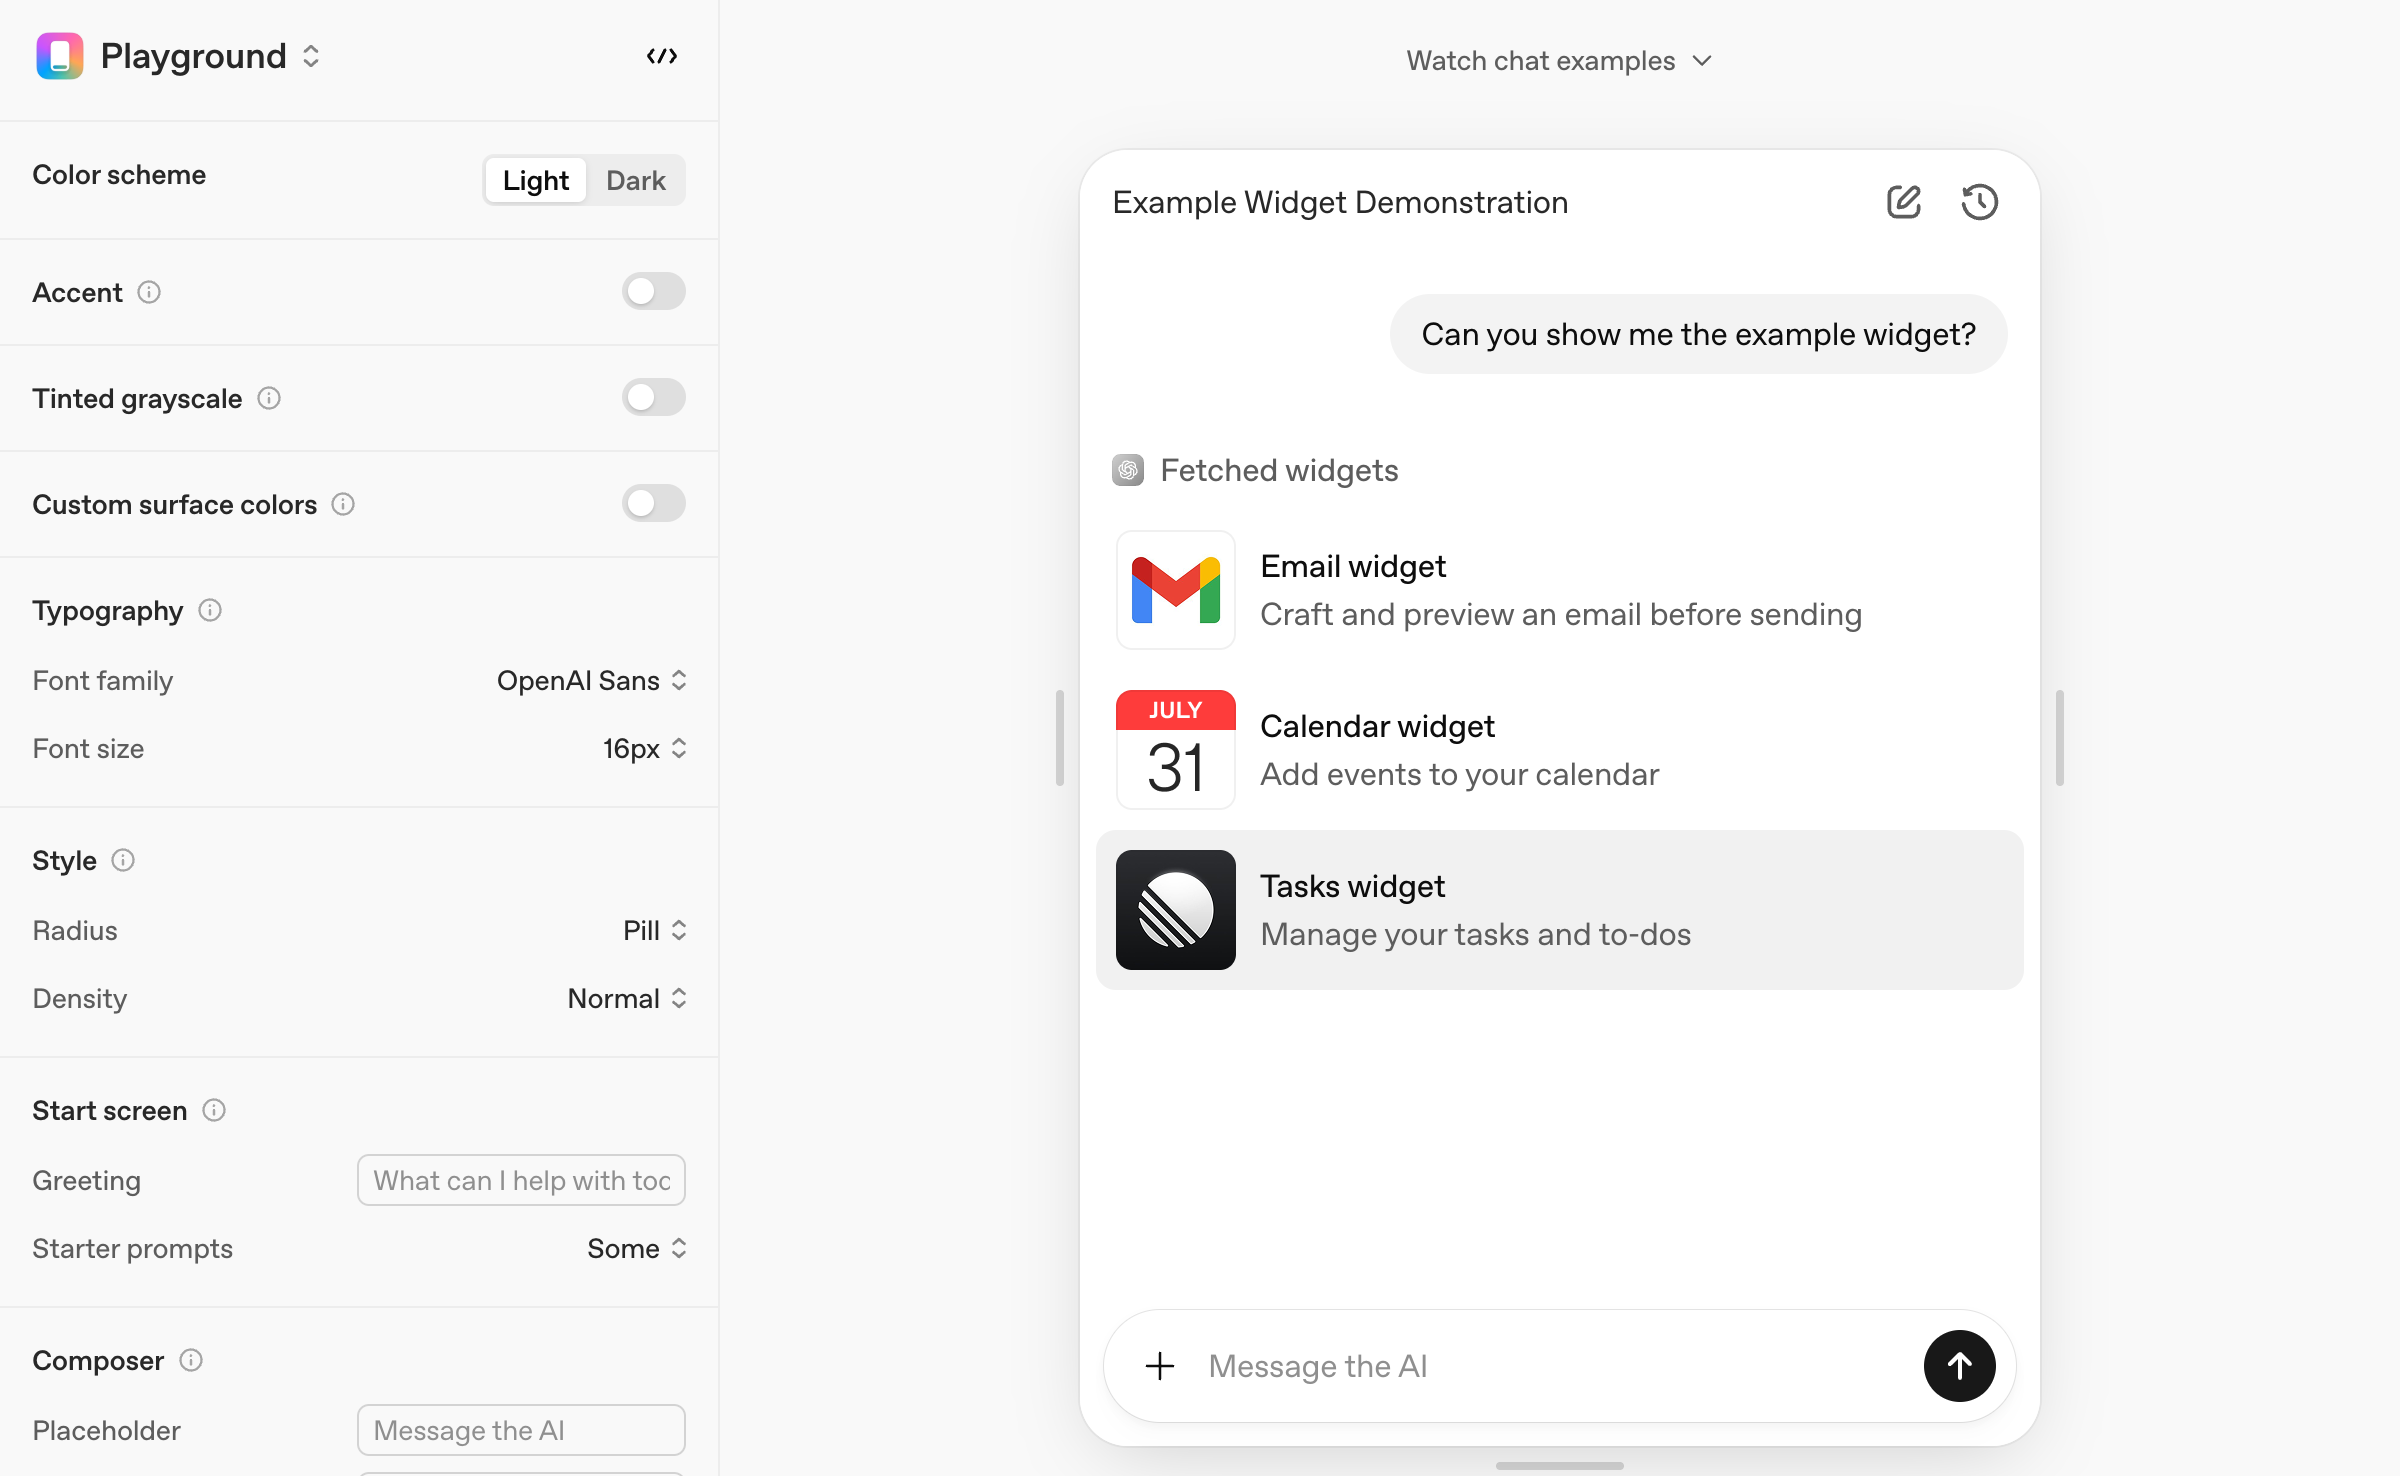 Playground
Color scheme
Light
Dark
Accent
Tinted grayscale
Custom surface colors
Typography
Font family
OpenAI Sans
Font size
16px
Style
Radius
Pill
Density
Normal
Start screen
Greeting
What can I help with too
Starter prompts
Some
Composer
Placeholder
Message the AI
Watch chat examples
Example Widget Demonstration
Can you show me the example widget?
Fetched widgets
Email widget
Craft and preview an email before sending
JULY
31
Calendar widget
Add events to your calendar
Tasks widget
Manage your tasks and to-dos
Message the AI